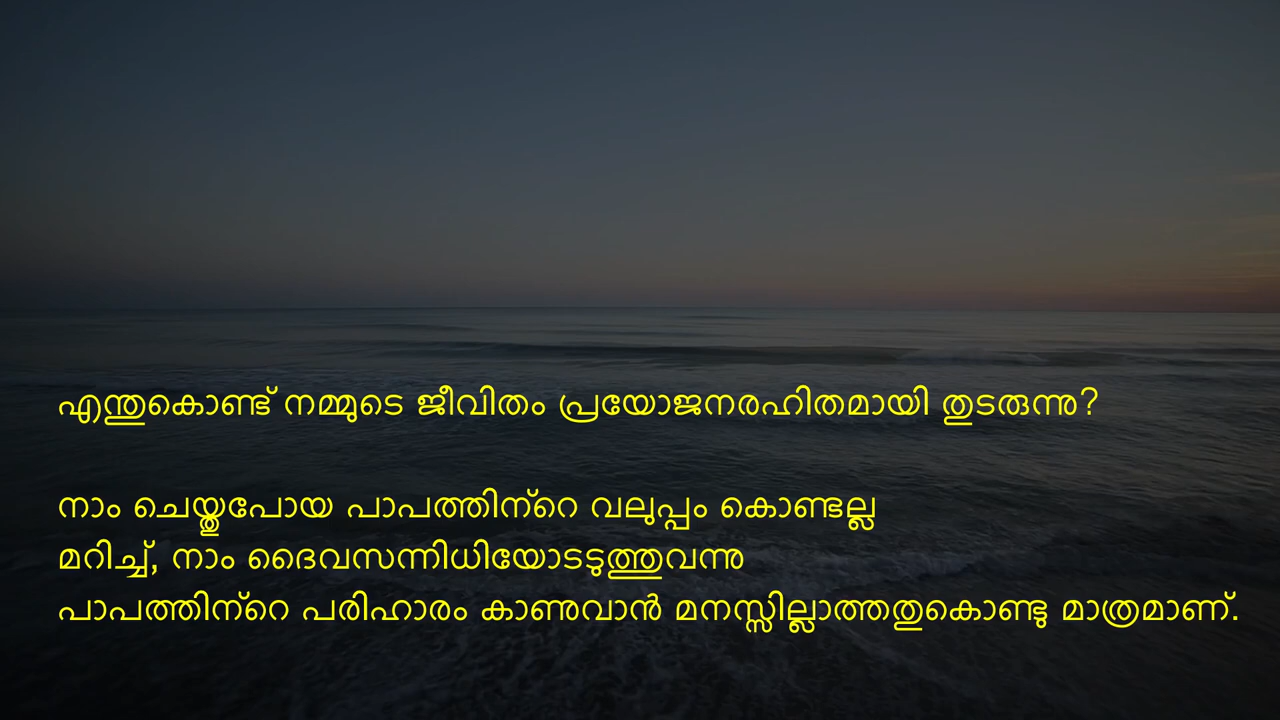 എന്തുകൊണ്ട് നമ്മുടെ ജീവിതം പ്രയോജനരഹിതമായി തുടരുന്നു?
നാം ചെയ്തുപോയ പാപത്തിന്റെ വലുപ്പം കൊണ്ടല്ല
മറിച്ച്, നാം ദൈവസന്നിധിയോടടുത്തുവന്നു
പാപത്തിന്റെ പരിഹാരം കാണുവാൻ മനസ്സില്ലാത്തതുകൊണ്ടു മാത്രമാണ്.